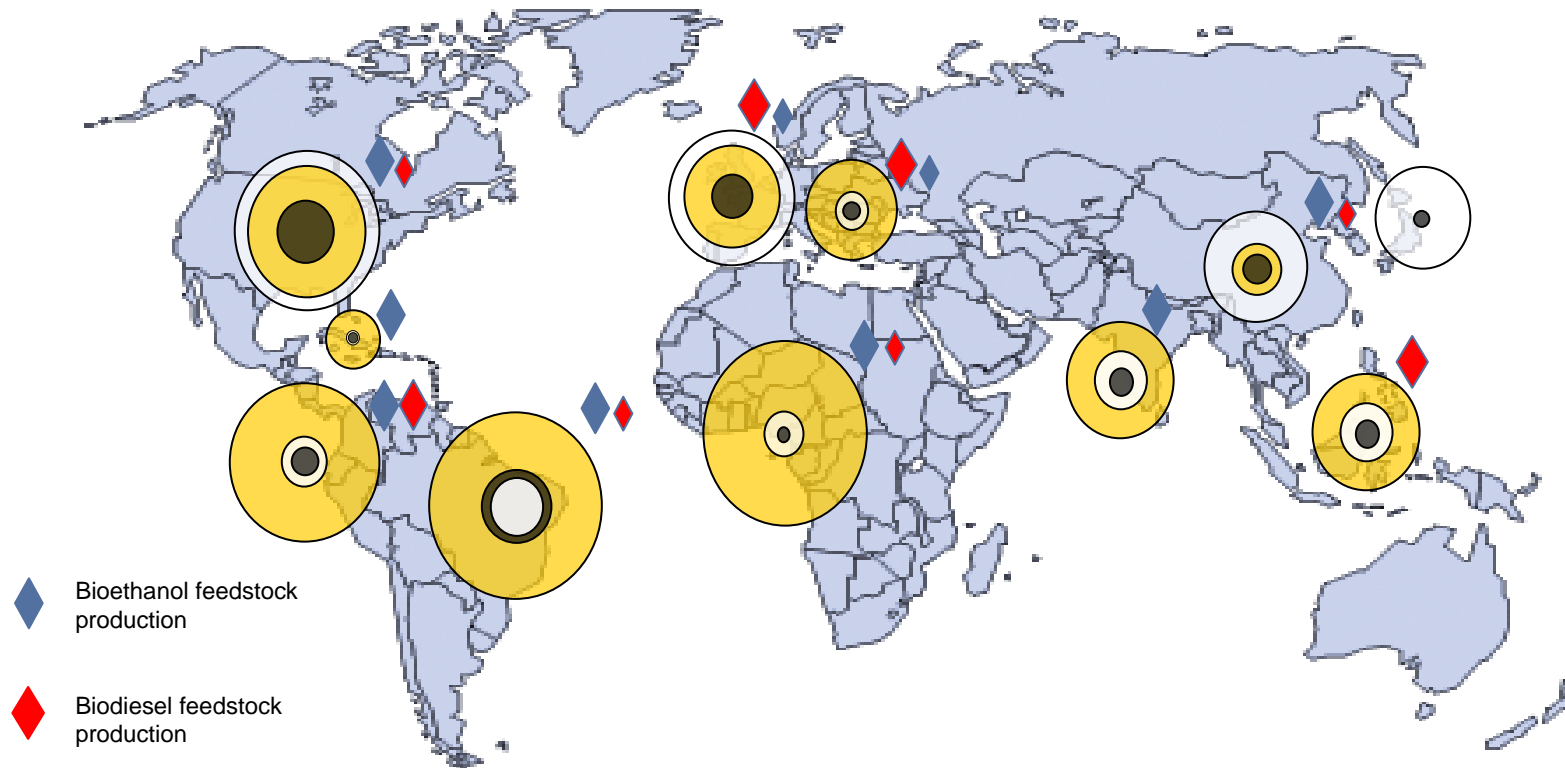 Bioethanol feedstock
production
Biodiesel feedstock
production